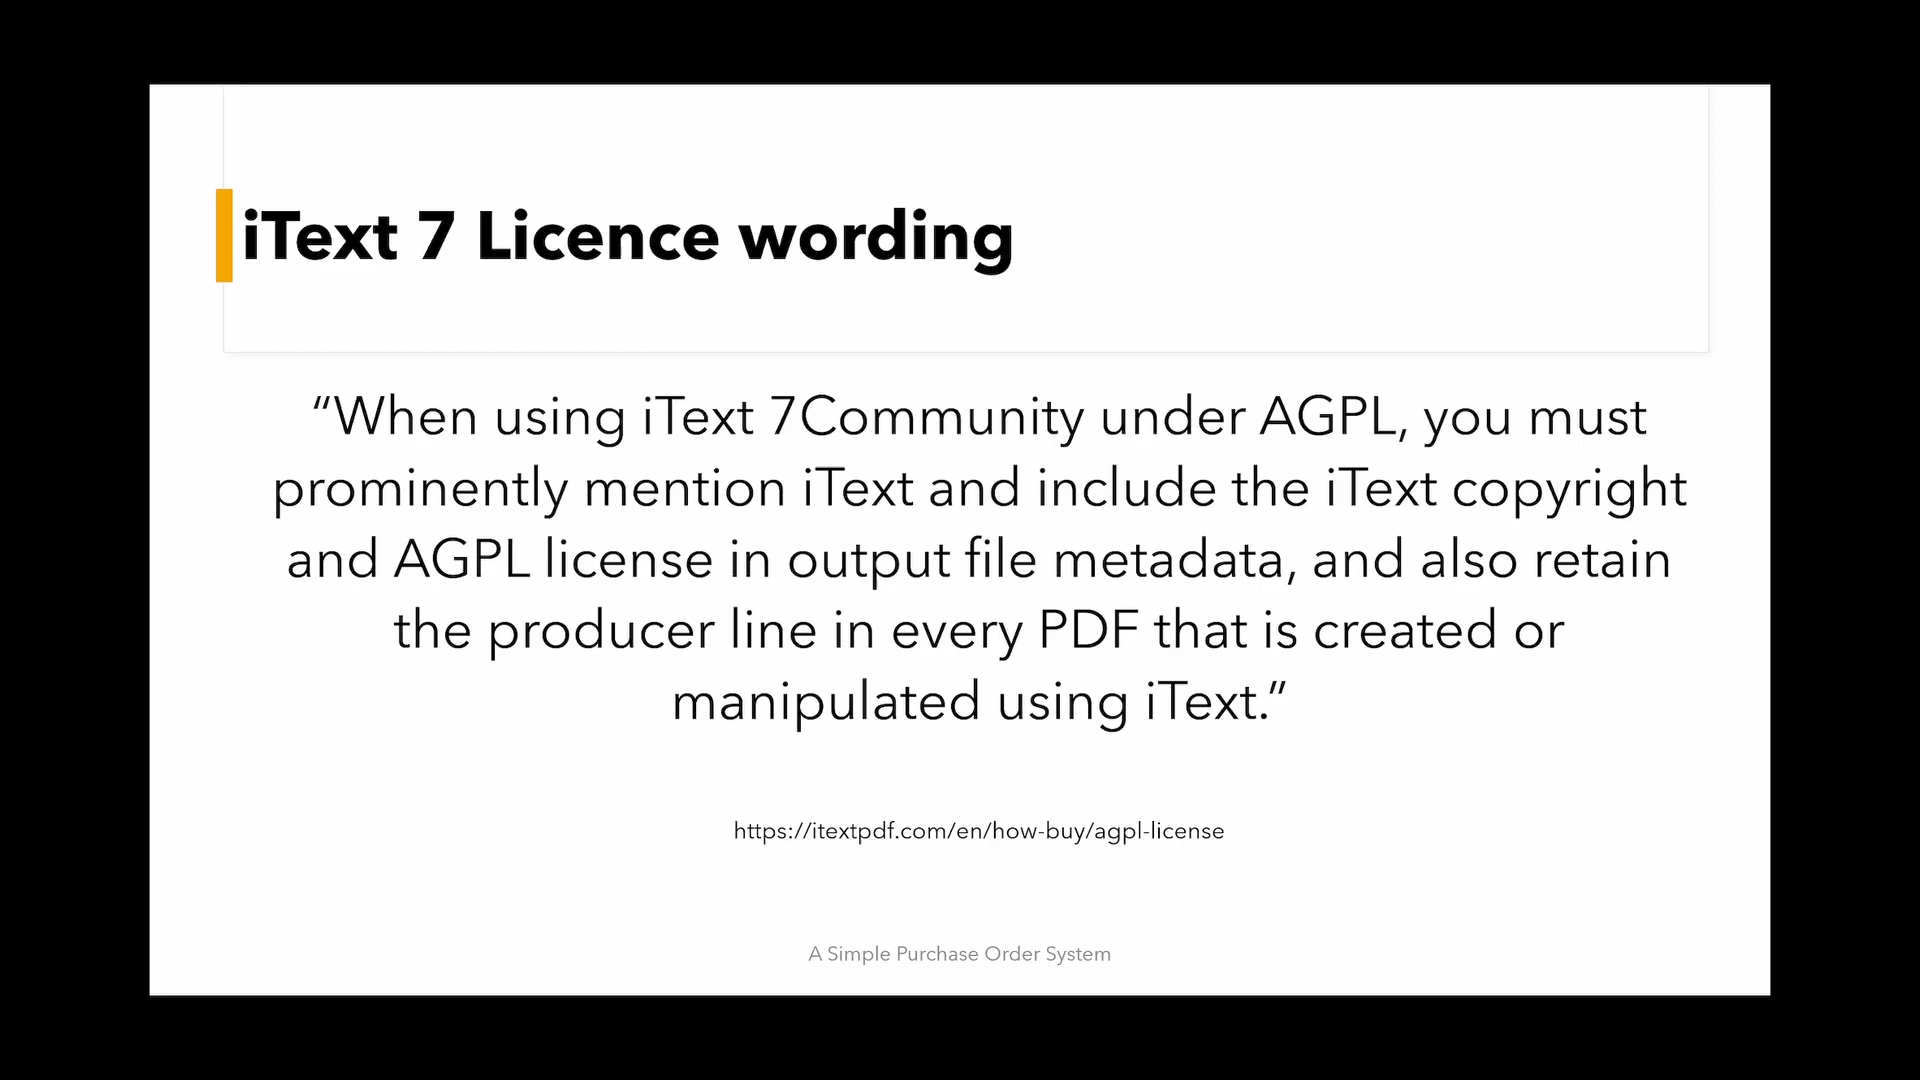 iText 7 Licence wording
“When using iText 7Community under AGPL, you must
prominently mention iText and include the iText copyright
and AGPL license in output file metadata, and also retain
the producer line in every PDF that is created or
manipulated using iText.”
https://itextpdf.com/en/how-buy/agpl-license
A Simple Purchase Order System